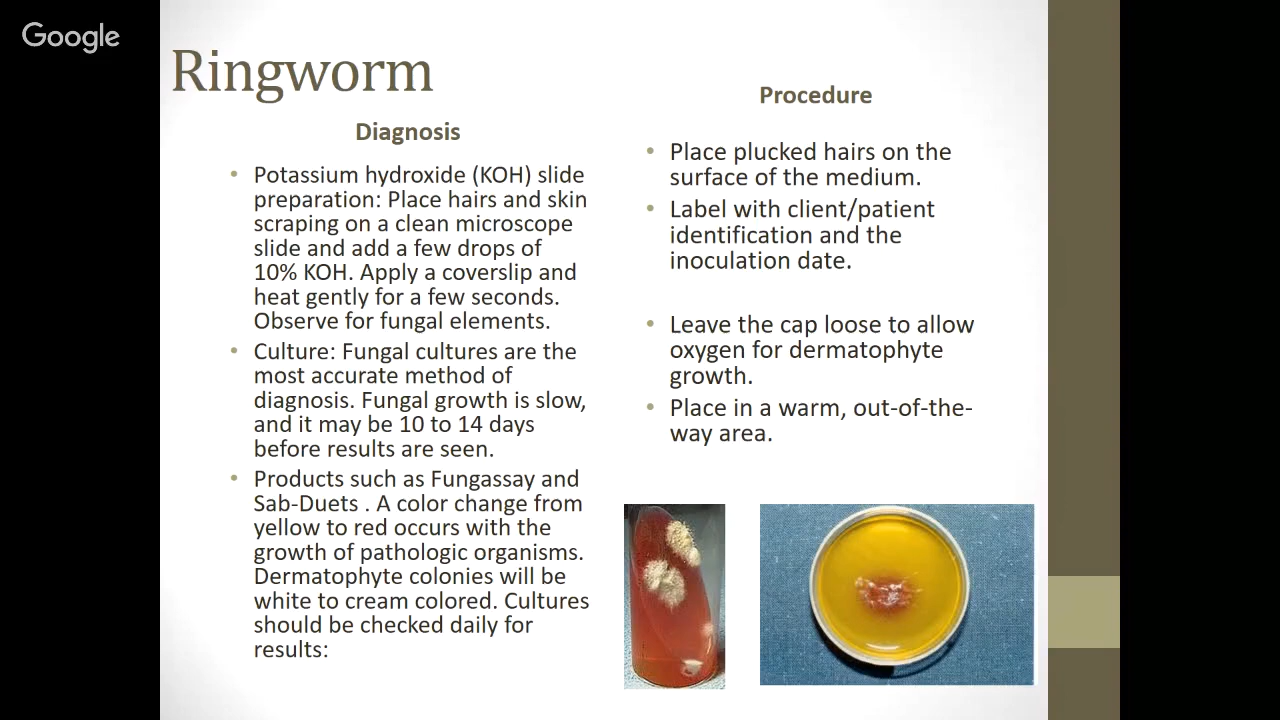 Google
Ringworm
Diagnosis
• Potassium hydroxide (KOH) slide
preparation: Place hairs and skin
scraping on a clean microscope
slide and add a few drops of
10% KOH. Apply a coverslip and
heat gently for a few seconds.
Observe for fungal elements.
• Culture: Fungal cultures are the
most accurate method of
diagnosis. Fungal growth is slow,
and it may be 10 to 14 days
before results are seen.
• Products such as Fungassay and
Sab-Duets . A color change from
yellow to red occurs with the
growth of pathologic organisms.
Dermatophyte colonies will be
white to cream colored. Cultures
should be checked daily for
results:
Procedure
• Place plucked hairs on the
surface of the medium.
• Label with client/patient
identification and the
inoculation date.
• Leave the cap loose to allow
oxygen for dermatophyte
growth.
• Place in a warm, out-of-the-
way area.